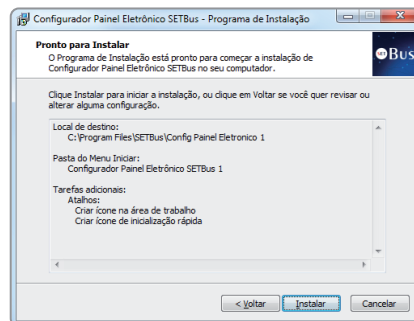 Configurador Painel Eletrônico SETBus - Programa de Instalação
Pronto para Instalar
O Programa de Instalação está pronto para começar a instalação de
Configurador Painel Eletrônico SETBus no seu computador.
SET Bus
Clique Instalar para iniciar a instalação, ou clique em Voltar se você quer revisar ou
alterar alguma configuração.
Local de destino:
C:\Program Files\SETBus\Config Painel Eletronico 1
Pasta do Menu Iniciar:
Configurador Painel Eletrônico SETBus 1
Tarefas adicionais:
Atalhos:
Criar ícone na área de trabalho
Criar ícone de inicialização rápida
< Voltar
Instalar
Cancelar